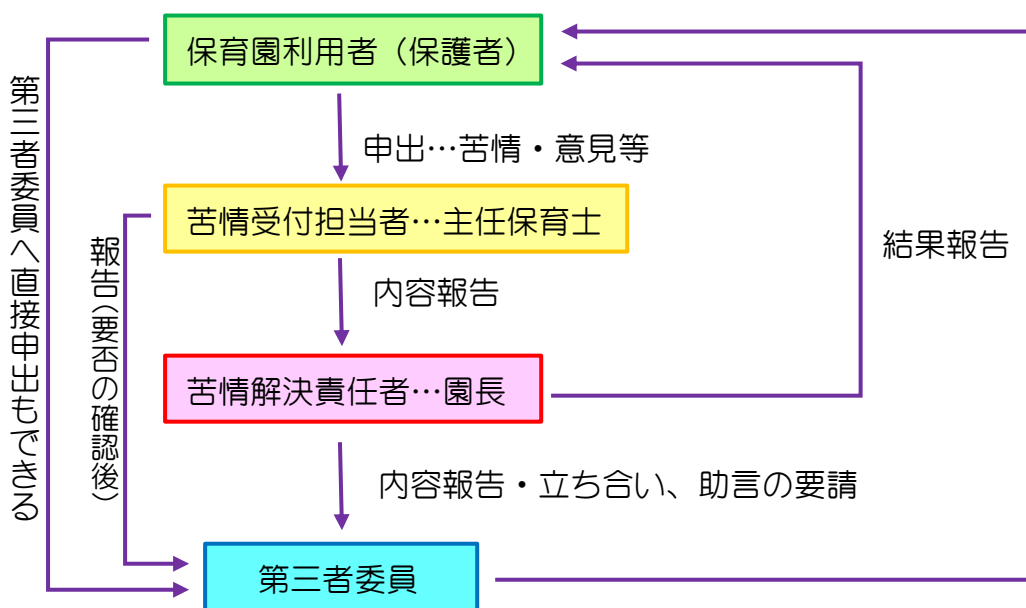 保育園利用者（保護者）
申出…苦情・意見等
苦情受付担当者…主任保育士
内容報告
苦情解決責任者…園長
内容報告・立ち合い、助言の要請
第三者委員
第三者委員へ直接申出もできる
報告（要否の確認後）
結果報告